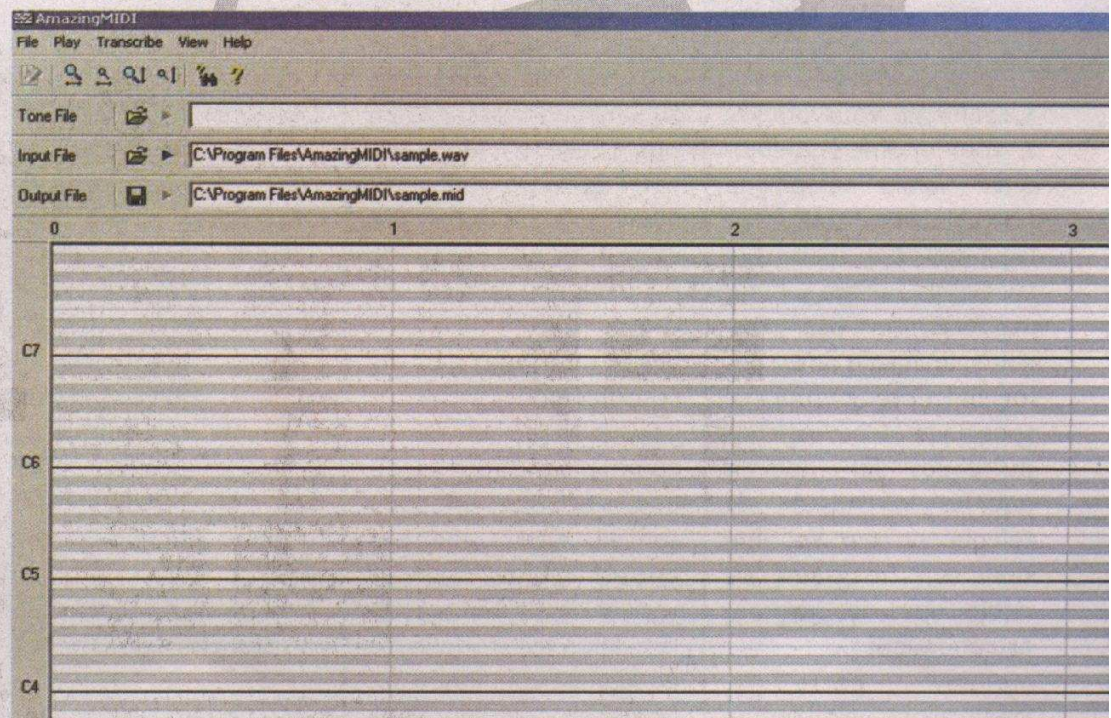 AmazingMIDI
File Play Transcribe View Help
Tone File
Input File C:\Program Files\AmazingMIDI\sample.wav
Output File C:\Program Files\AmazingMIDI\sample.mid
0 1 2 3
C7
C6
C5
C4